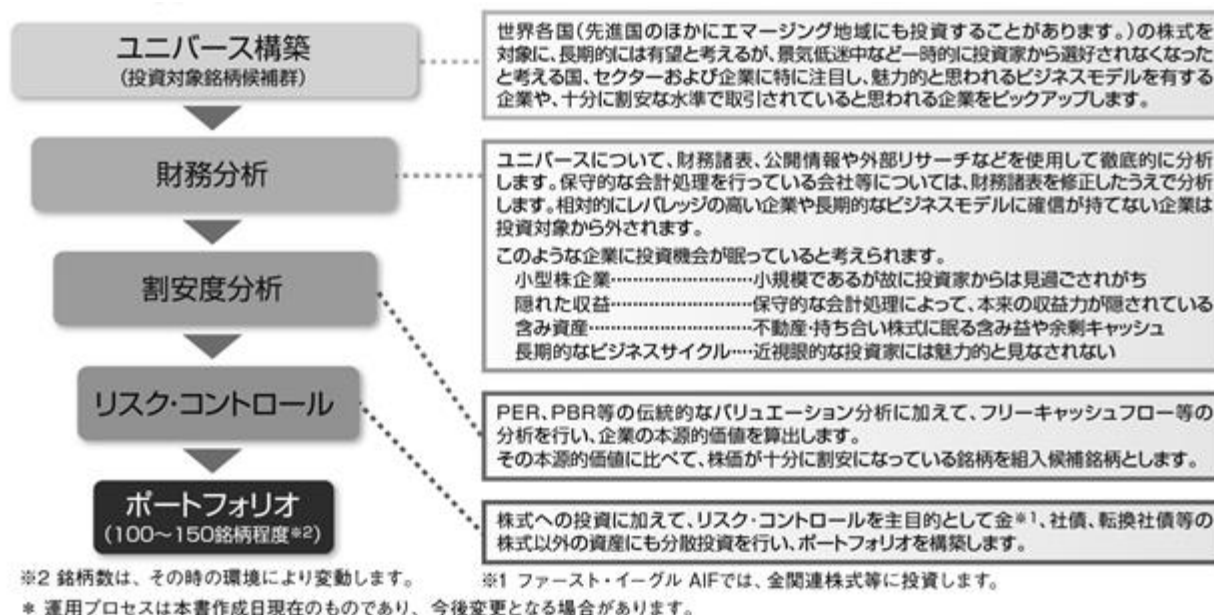 ユニバース構築
(投資対象銘柄候補群)
世界各国(先進国のほかにエマージング地域にも投資することがあります。)の株式を
対象に、長期的には有望と考えるが、景気低迷中など一時的に投資家から選好されなくなった
と考える国、セクターおよび企業に特に注目し、魅力的と思われるビジネスモデルを有する
企業や、十分に割安な水準で取引されていると思われる企業をピックアップします。
財務分析
ユニバースについて、財務諸表、公開情報や外部リサーチなどを使用して徹底的に分析
します。保守的な会計処理を行っている会社等については、財務諸表を修正したうえで分析
します。相対的にレバレッジの高い企業や長期的なビジネスモデルに確信が持てない企業は
投資対象から外されます。
このような企業に投資機会が眠っていると考えられます。
小型株企業…………………………小規模であるが故に投資家からは見過ごされがち
隠れた収益…………………………保守的な会計処理によって、本来の収益力が隠されている
含み資産……………………………不動産・持ち合い株式に眠る含み益や余剰キャッシュ
長期的なビジネスサイクル……近視眼的な投資家には魅力的と見なされない
割安度分析
PER、PBR等の伝統的なバリュエーション分析に加えて、フリーキャッシュフロー等の
分析を行い、企業の本源的価値を算出します。
その本源的価値に比べて、株価が十分に割安になっている銘柄を組入候補銘柄とします。
リスク・コントロール
株式への投資に加えて、リスク・コントロールを主目的として金※1、社債、転換社債等の
株式以外の資産にも分散投資を行い、ポートフォリオを構築します。
ポートフォリオ
(100～150銘柄程度※2)
※2 銘柄数は、その時の環境により変動します。
※1 ファースト・イーグル AIFでは、金関連株式等に投資します。
* 運用プロセスは本書作成日現在のものであり、今後変更となる場合があります。